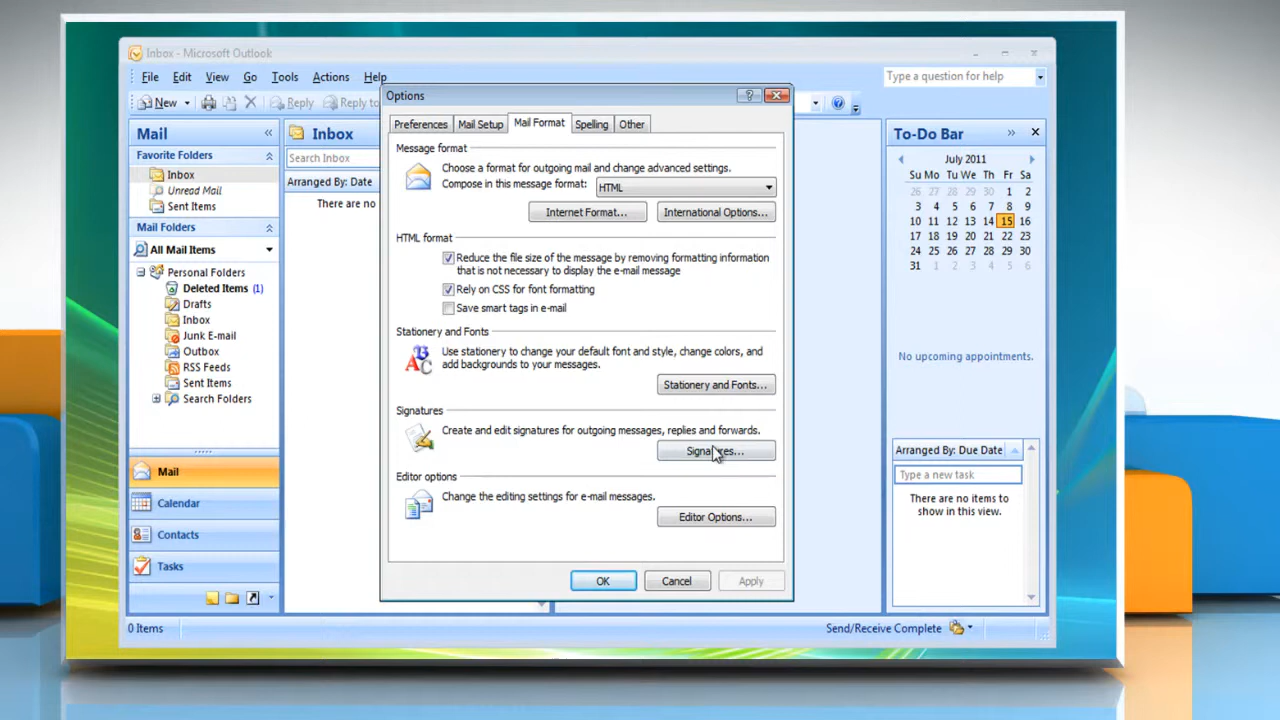 Inbox - Microsoft Outlook
File Edit View Go Tools Actions Help
Type a question for help
New Reply Reply to
Mail
Favorite Folders
Inbox
Unread Mail
Sent Items
Mail Folders
All Mail Items
Personal Folders
Deleted Items (1)
Drafts
Inbox
Junk E-mail
Outbox
RSS Feeds
Sent Items
Search Folders
Mail
Calendar
Contacts
Tasks
0 Items
Inbox
Search Inbox
Arranged By: Date
There are no
Options
Preferences Mail Setup Mail Format Spelling Other
Message format
Choose a format for outgoing mail and change advanced settings.
Compose in this message format: HTML
Internet Format... International Options...
HTML format
Reduce the file size of the message by removing formatting information
that is not necessary to display the e-mail message
Rely on CSS for font formatting
Save smart tags in e-mail
Stationery and Fonts
Use stationery to change your default font and style, change colors, and
add backgrounds to your messages.
Stationery and Fonts...
Signatures
Create and edit signatures for outgoing messages, replies and forwards.
Signatures...
Editor options
Change the editing settings for e-mail messages.
Editor Options...
OK Cancel Apply
To-Do Bar
July 2011
Su Mo Tu We Th Fr Sa
26 27 28 29 30 1 2
3 4 5 6 7 8 9
10 11 12 13 14 15 16
17 18 19 20 21 22 23
24 25 26 27 28 29 30
31 1 2 3 4 5 6
No upcoming appointments.
Arranged By: Due Date
Type a new task
There are no items to
show in this view.
Send/Receive Complete